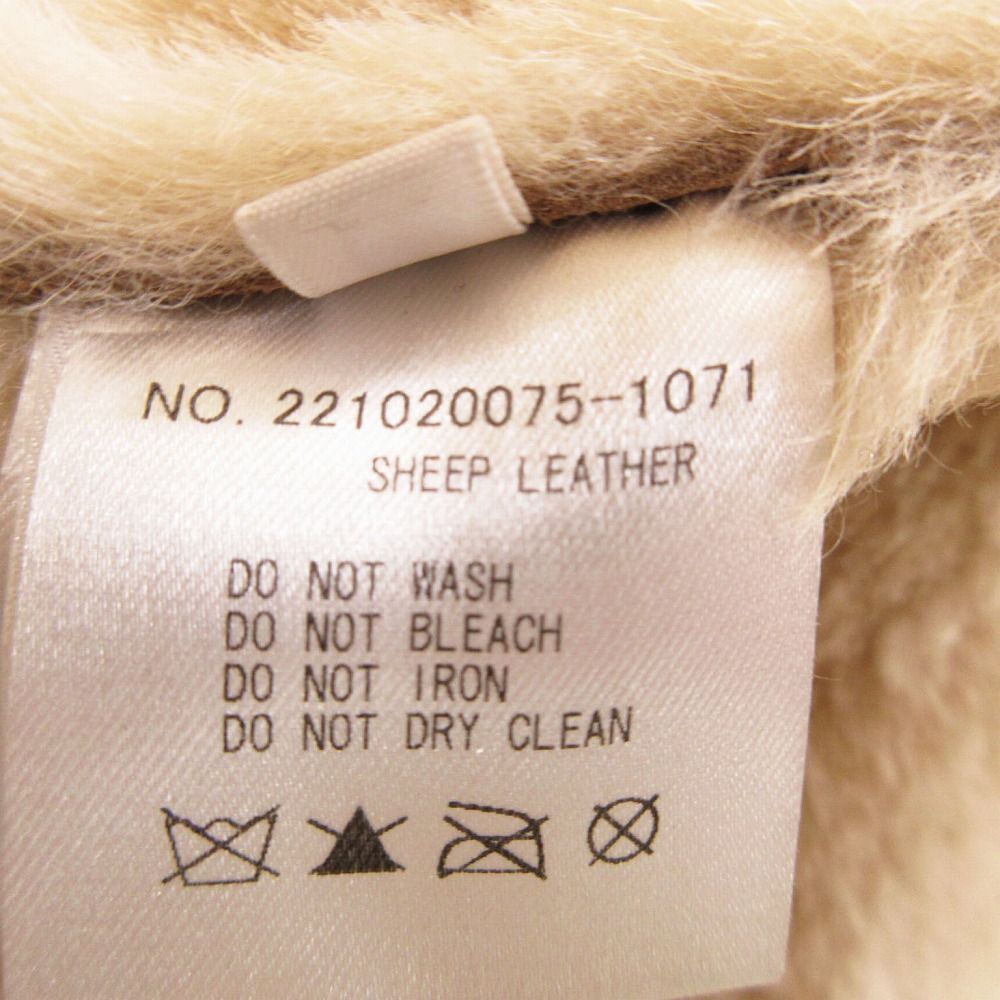 NO. 221020075-1071
SHEEP LEATHER
DO NOT WASH
DO NOT BLEACH
DO NOT IRON
DO NOT DRY CLEAN